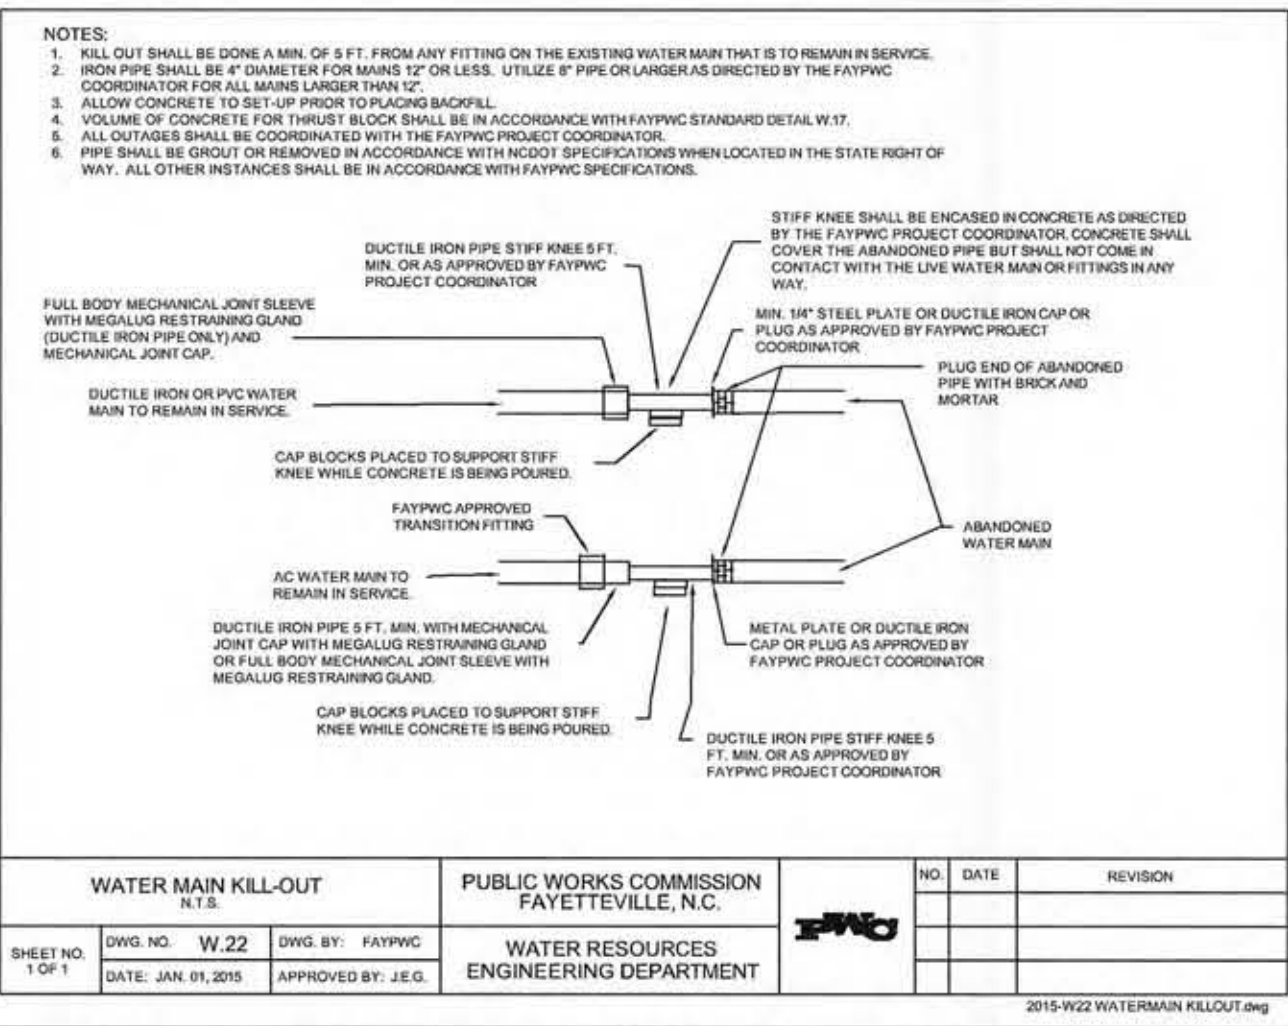 NOTES:
1. KILL OUT SHALL BE DONE A MIN. OF 5 FT. FROM ANY FITTING ON THE EXISTING WATER MAIN THAT IS TO REMAIN IN SERVICE.
2. IRON PIPE SHALL BE 4" DIAMETER FOR MAINS 12" OR LESS. UTILIZE 8" PIPE OR LARGER AS DIRECTED BY THE FAYPWC
COORDINATOR FOR ALL MAINS LARGER THAN 12".
3. ALLOW CONCRETE TO SET-UP PRIOR TO PLACING BACKFILL.
4. VOLUME OF CONCRETE FOR THRUST BLOCK SHALL BE IN ACCORDANCE WITH FAYPWC STANDARD DETAIL W.17.
5. ALL OUTAGES SHALL BE COORDINATED WITH THE FAYPWC PROJECT COORDINATOR.
6. PIPE SHALL BE GROUT OR REMOVED IN ACCORDANCE WITH NCDOT SPECIFICATIONS WHEN LOCATED IN THE STATE RIGHT OF
WAY. ALL OTHER INSTANCES SHALL BE IN ACCORDANCE WITH FAYPWC SPECIFICATIONS.
STIFF KNEE SHALL BE ENCASED IN CONCRETE AS DIRECTED
BY THE FAYPWC PROJECT COORDINATOR. CONCRETE SHALL
COVER THE ABANDONED PIPE BUT SHALL NOT COME IN
CONTACT WITH THE LIVE WATER MAIN OR FITTINGS IN ANY
WAY.
DUCTILE IRON PIPE STIFF KNEE 5 FT.
MIN. OR AS APPROVED BY FAYPWC
PROJECT COORDINATOR
FULL BODY MECHANICAL JOINT SLEEVE
WITH MEGALUG RESTRAINING GLAND
(DUCTILE IRON PIPE ONLY) AND
MECHANICAL JOINT CAP.
MIN. 1/4" STEEL PLATE OR DUCTILE IRON CAP OR
PLUG AS APPROVED BY FAYPWC PROJECT
COORDINATOR
PLUG END OF ABANDONED
PIPE WITH BRICK AND
MORTAR
DUCTILE IRON OR PVC WATER
MAIN TO REMAIN IN SERVICE.
CAP BLOCKS PLACED TO SUPPORT STIFF
KNEE WHILE CONCRETE IS BEING POURED.
FAYPWC APPROVED
TRANSITION FITTING
ABANDONED
WATER MAIN
AC WATER MAIN TO
REMAIN IN SERVICE.
DUCTILE IRON PIPE 5 FT. MIN. WITH MECHANICAL
JOINT CAP WITH MEGALUG RESTRAINING GLAND
OR FULL BODY MECHANICAL JOINT SLEEVE WITH
MEGALUG RESTRAINING GLAND.
METAL PLATE OR DUCTILE IRON
CAP OR PLUG AS APPROVED BY
FAYPWC PROJECT COORDINATOR
CAP BLOCKS PLACED TO SUPPORT STIFF
KNEE WHILE CONCRETE IS BEING POURED.
DUCTILE IRON PIPE STIFF KNEE 5
FT. MIN. OR AS APPROVED BY
FAYPWC PROJECT COORDINATOR
WATER MAIN KILL-OUT
N.T.S.
SHEET NO.
1 OF 1
DWG. NO. W.22
DWG. BY: FAYPWC
DATE: JAN. 01, 2015
APPROVED BY: J.E.G.
PUBLIC WORKS COMMISSION
FAYETTEVILLE, N.C.
WATER RESOURCES
ENGINEERING DEPARTMENT
PWC
NO. DATE REVISION
2015-W22 WATERMAIN KILLOUT.dwg